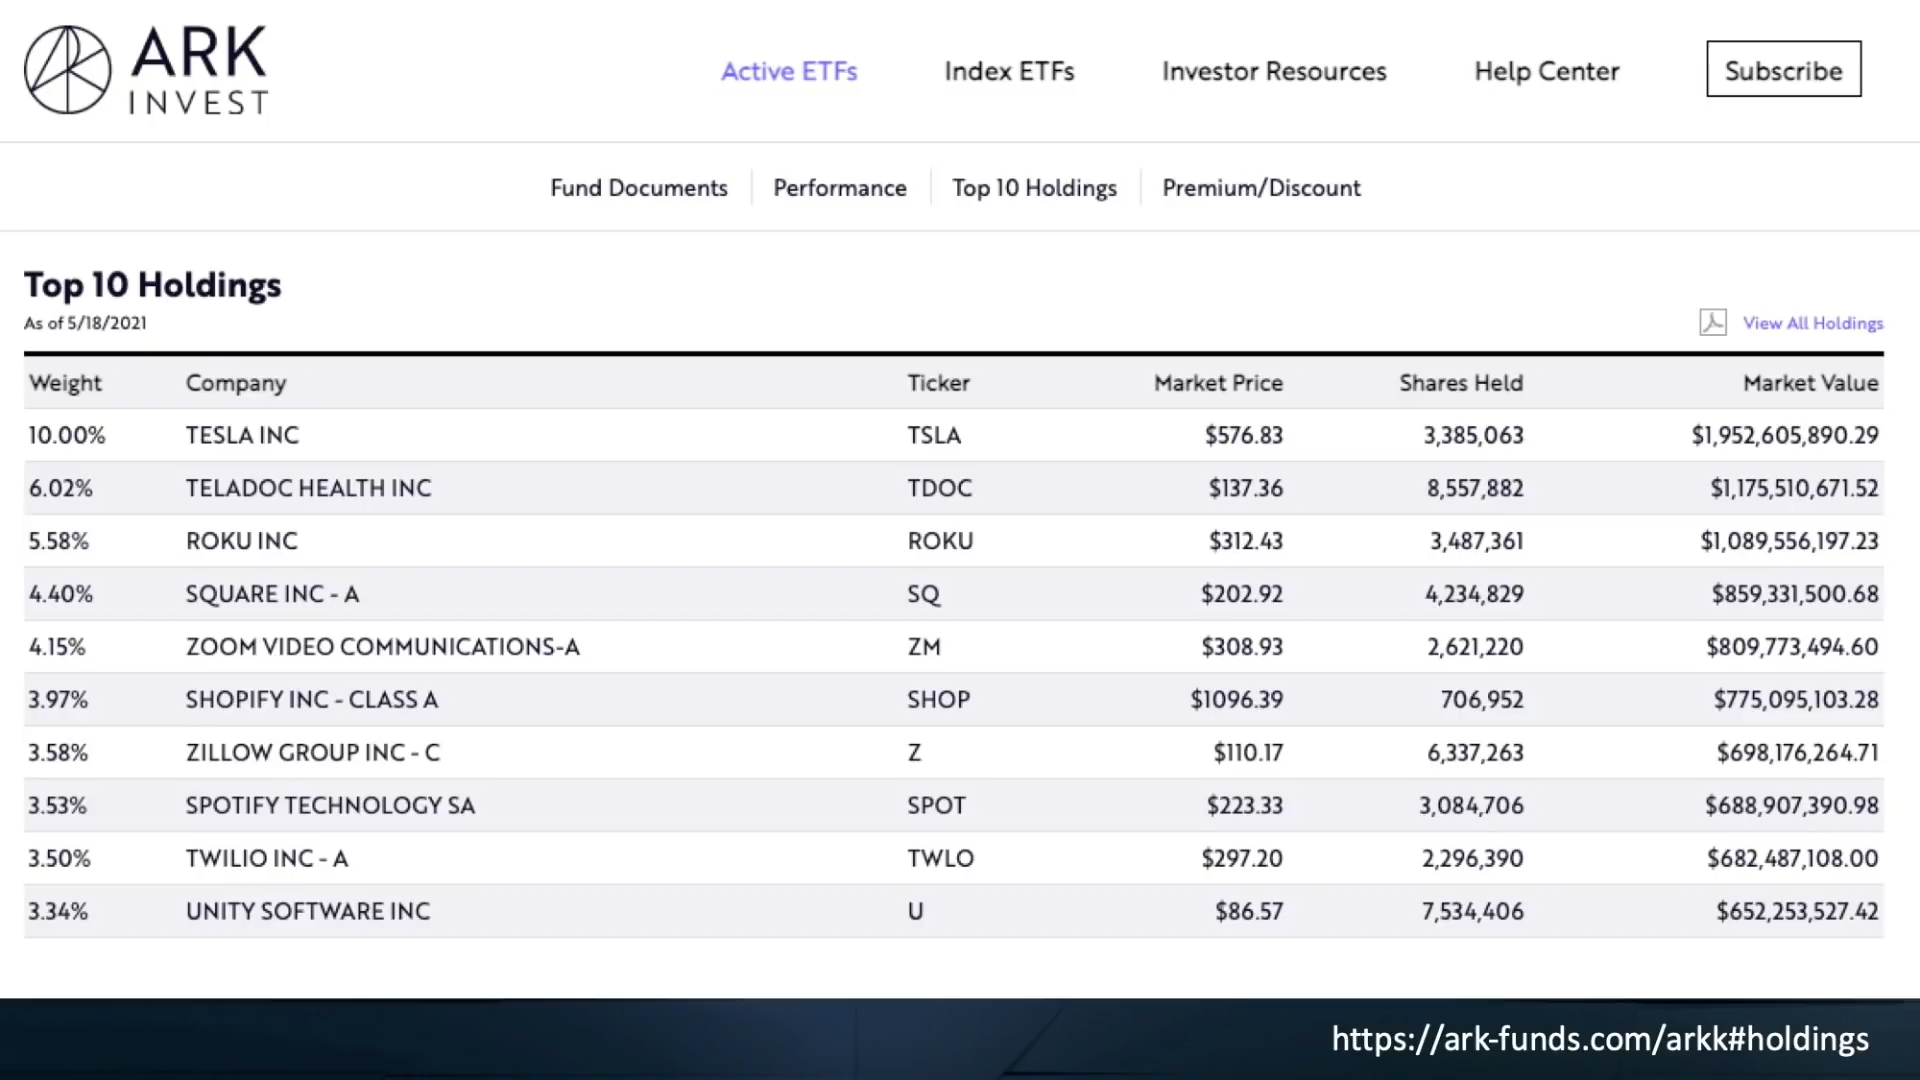 ARK
INVEST
Active ETFs Index ETFs Investor Resources Help Center Subscribe
Fund Documents Performance Top 10 Holdings Premium/Discount
Top 10 Holdings
As of 5/18/2021 View All Holdings
Weight Company Ticker Market Price Shares Held Market Value
10.00% TESLA INC TSLA $576.83 3,385,063 $1,952,605,890.29
6.02% TELADOC HEALTH INC TDOC $137.36 8,557,882 $1,175,510,671.52
5.58% ROKU INC ROKU $312.43 3,487,361 $1,089,556,197.23
4.40% SQUARE INC - A SQ $202.92 4,234,829 $859,331,500.68
4.15% ZOOM VIDEO COMMUNICATIONS-A ZM $308.93 2,621,220 $809,773,494.60
3.97% SHOPIFY INC - CLASS A SHOP $1096.39 706,952 $775,095,103.28
3.58% ZILLOW GROUP INC - C Z $110.17 6,337,263 $698,176,264.71
3.53% SPOTIFY TECHNOLOGY SA SPOT $223.33 3,084,706 $688,907,390.98
3.50% TWILIO INC - A TWLO $297.20 2,296,390 $682,487,108.00
3.34% UNITY SOFTWARE INC U $86.57 7,534,406 $652,253,527.42
https://ark-funds.com/arkk#holdings